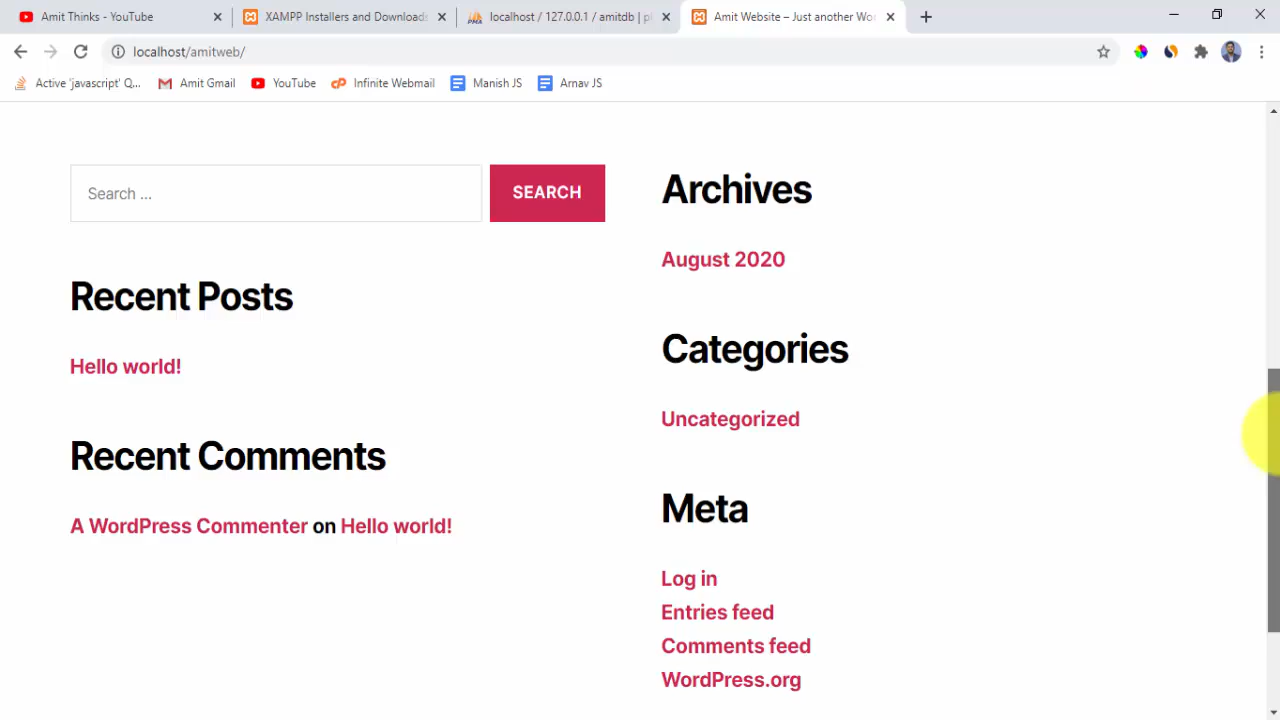 Amit Think s - YouTube
XAMPP Installers and Downloads
localhost / 127.0.0.1 / amitdb | p
Amit Website – Just another Wo
localhost/amitweb/
Active 'javascript' Q...
Amit Gmail
YouTube
Infinite Webmail
Manish JS
Arnav JS
Search ...
SEARCH
Recent Posts
Hello world!
Recent Comments
A WordPress Commenter on Hello world!
Archives
August 2020
Categories
Uncategorized
Meta
Log in
Entries feed
Comments feed
WordPress.org